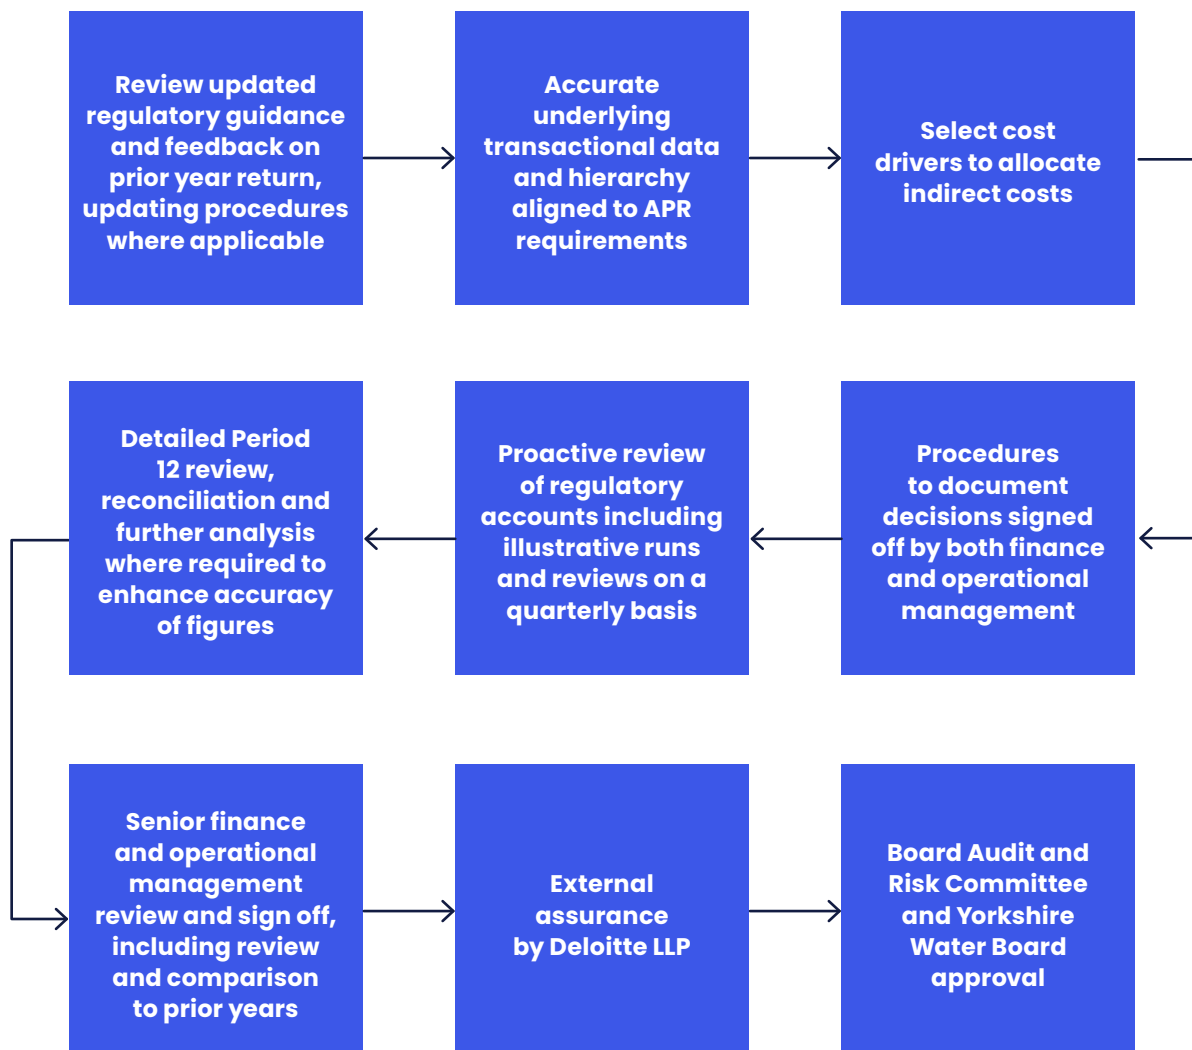 Review updated
regulatory guidance
and feedback on
prior year return,
updating procedures
where applicable
Accurate
underlying
transactional data
and hierarchy
aligned to APR
requirements
Select cost
drivers to allocate
indirect costs
Procedures
to document
decisions signed
off by both finance
and operational
management
Proactive review
of regulatory
accounts including
illustrative runs
and reviews on a
quarterly basis
Detailed Period
12 review,
reconciliation and
further analysis
where required to
enhance accuracy
of figures
Senior finance
and operational
management
review and sign off,
including review
and comparison
to prior years
External
assurance
by Deloitte LLP
Board Audit and
Risk Committee
and Yorkshire
Water Board
approval